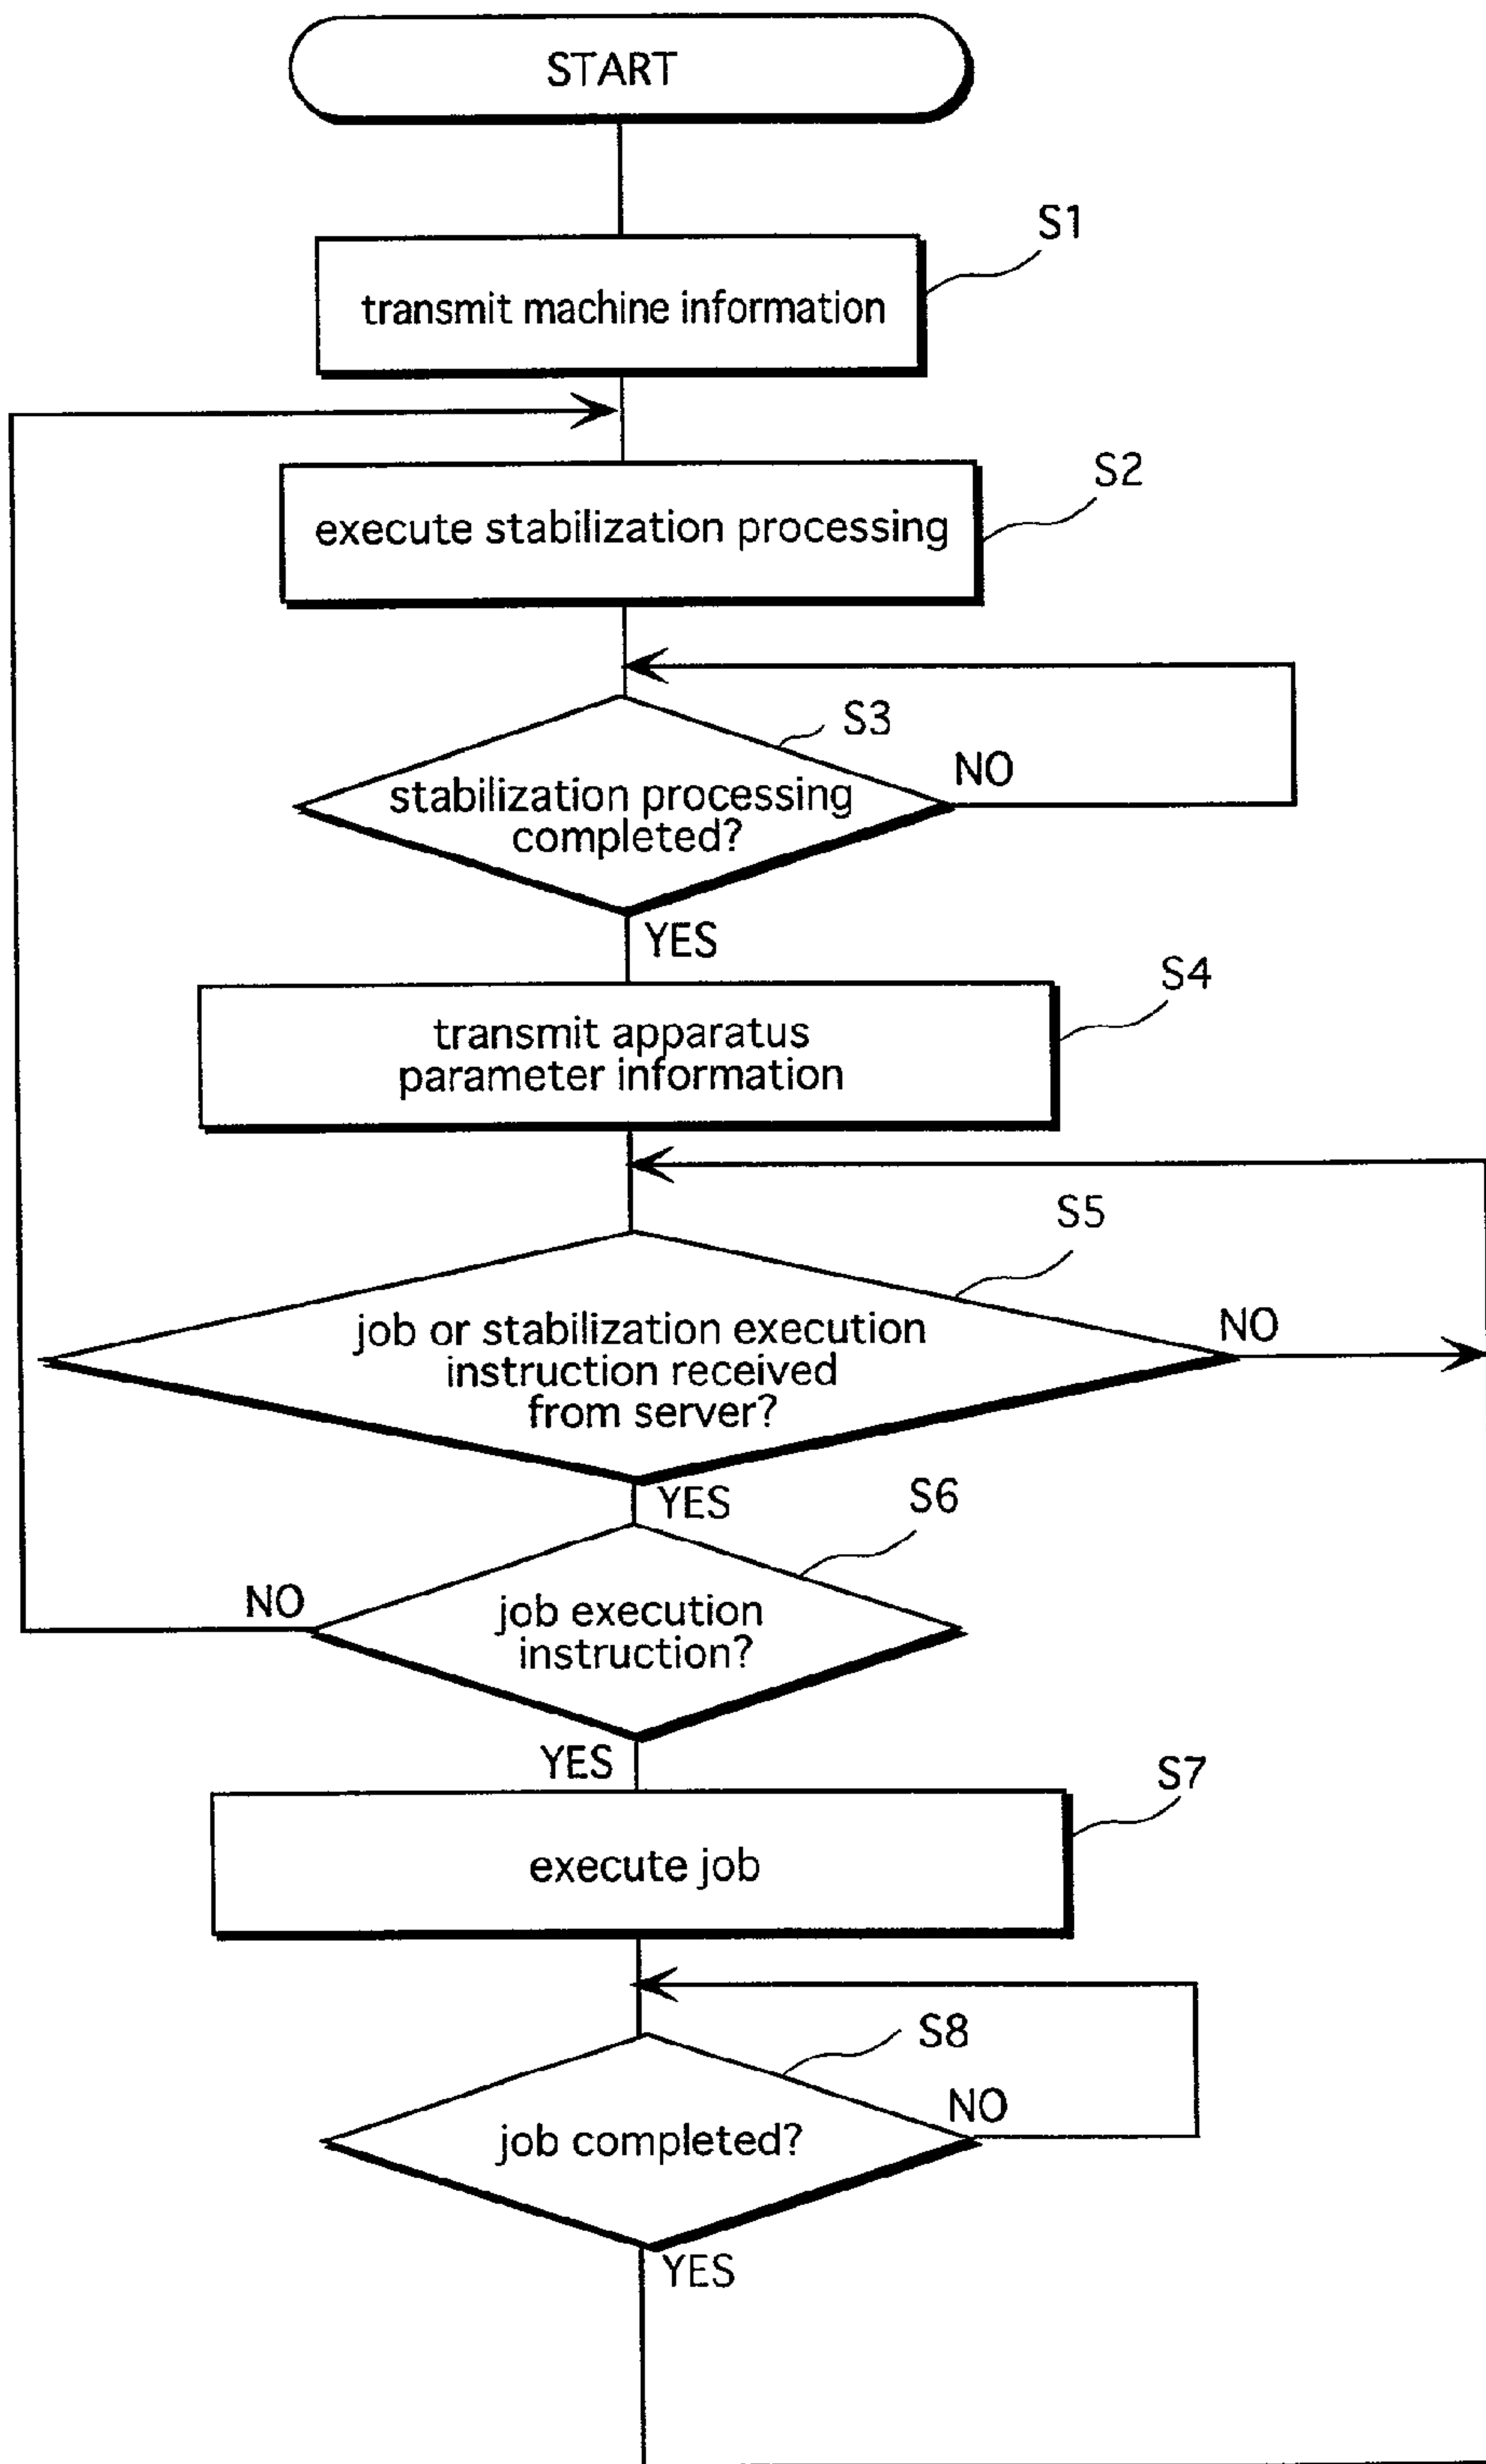 START
S1
transmit machine information
S2
execute stabilization processing
S3
NO
stabilization processing
completed?
YES
S4
transmit apparatus
parameter information
S5
NO
job or stabilization execution
instruction received
from server?
YES
S6
NO
job execution
instruction?
YES
S7
execute job
S8
NO
job completed?
YES